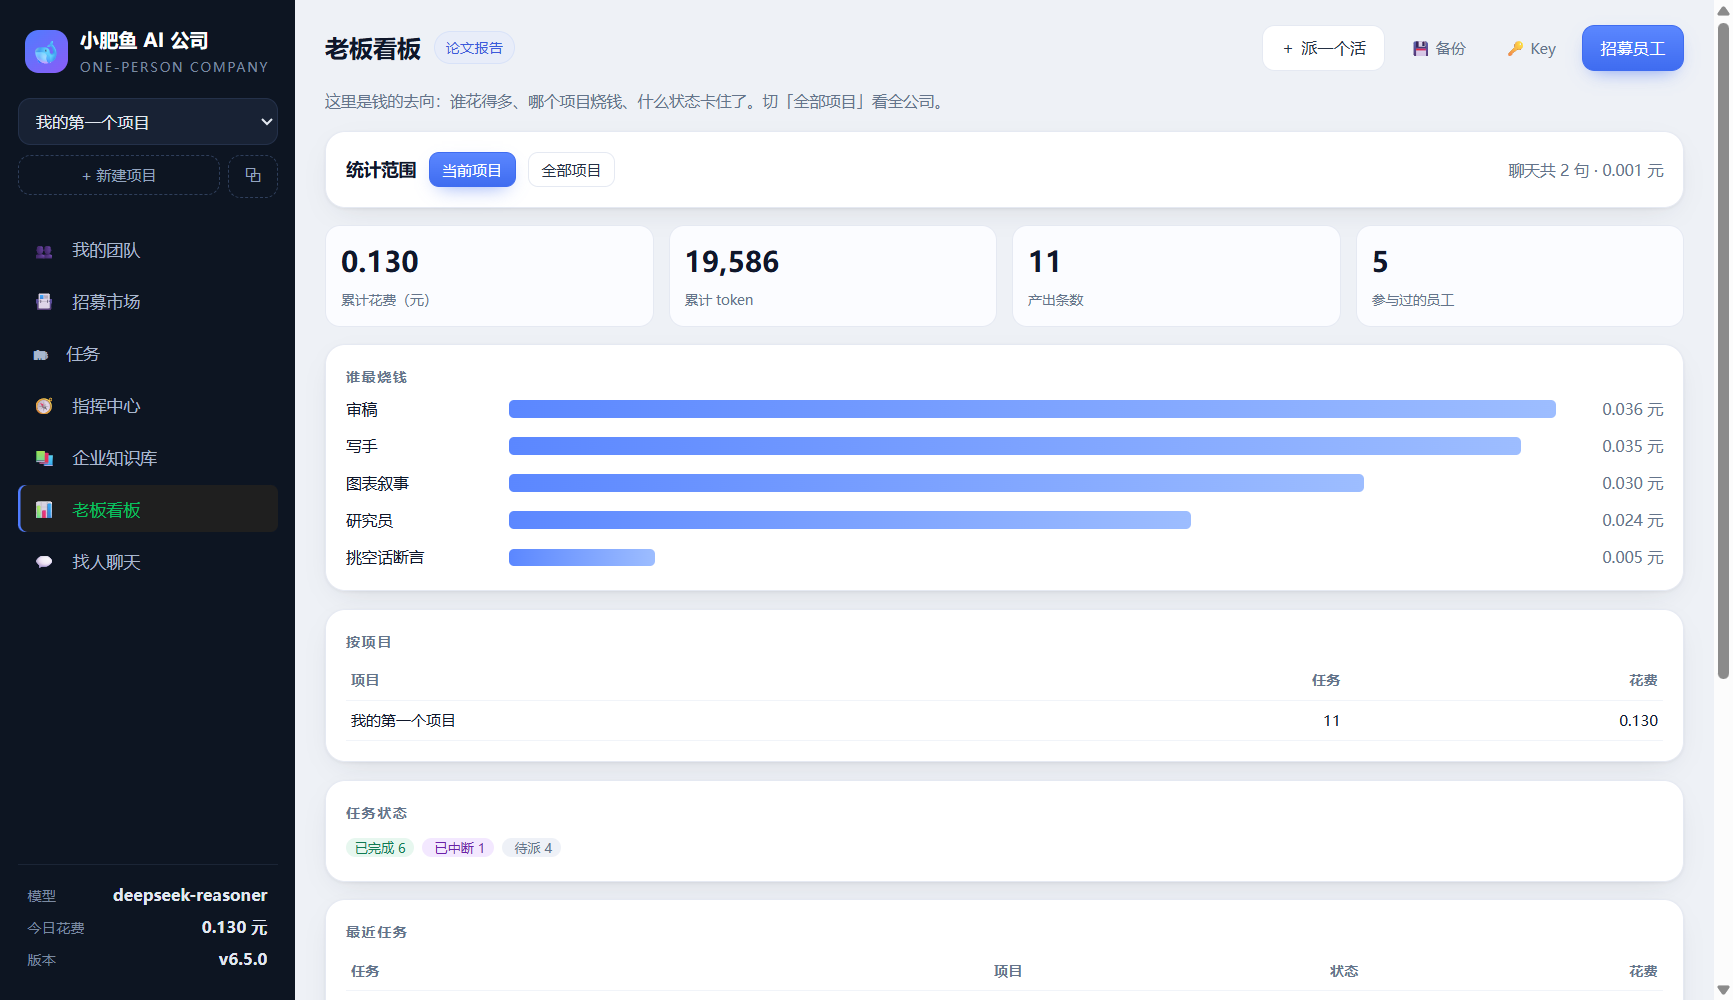 小肥鱼 AI 公司
ONE-PERSON COMPANY
我的第一个项目
+ 新建项目
我的团队
招募市场
任务
指挥中心
企业知识库
老板看板
找人聊天
模型 deepseek-reasoner
今日花费 0.130 元
版本 v6.5.0
老板看板 论文报告
+ 派一个活 备份 Key 招募员工
这里是钱的去向：谁花得多、哪个项目烧钱、什么状态卡住了。切「全部项目」看全公司。
统计范围 当前项目 全部项目 聊天共 2 句 · 0.001 元
0.130 19,586 11 5
累计花费（元） 累计 token 产出条数 参与过的员工
谁最烧钱
审稿 0.036 元
写手 0.035 元
图表叙事 0.030 元
研究员 0.024 元
挑空话断言 0.005 元
按项目
项目 任务 花费
我的第一个项目 11 0.130
任务状态
已完成 6 已中断 1 待派 4
最近任务
任务 项目 状态 花费